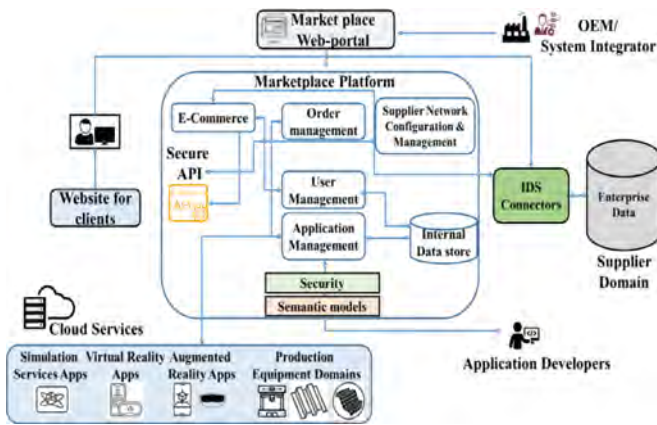 Market place
Web-portal
OEM/
System Integrator
Marketplace Platform
E-Commerce
Order
management
Supplier Network
Configuration &
Management
Secure
API
API
User
Management
IDS
Connectors
Enterprise
Data
Website for
clients
Application
Management
Internal
Data store
Supplier
Domain
Security
Semantic models
Cloud Services
Application Developers
Simulation
Services Apps
Virtual Reality
Apps
Augmented
Reality Apps
Production
Equipment Domains